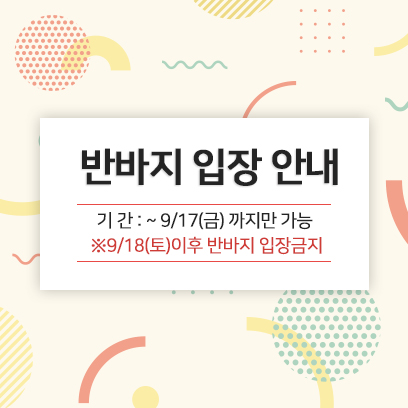 반바지 입장 안내
기 간 : ~ 9/17(금) 까지만 가능
※9/18(토)이후 반바지 입장금지